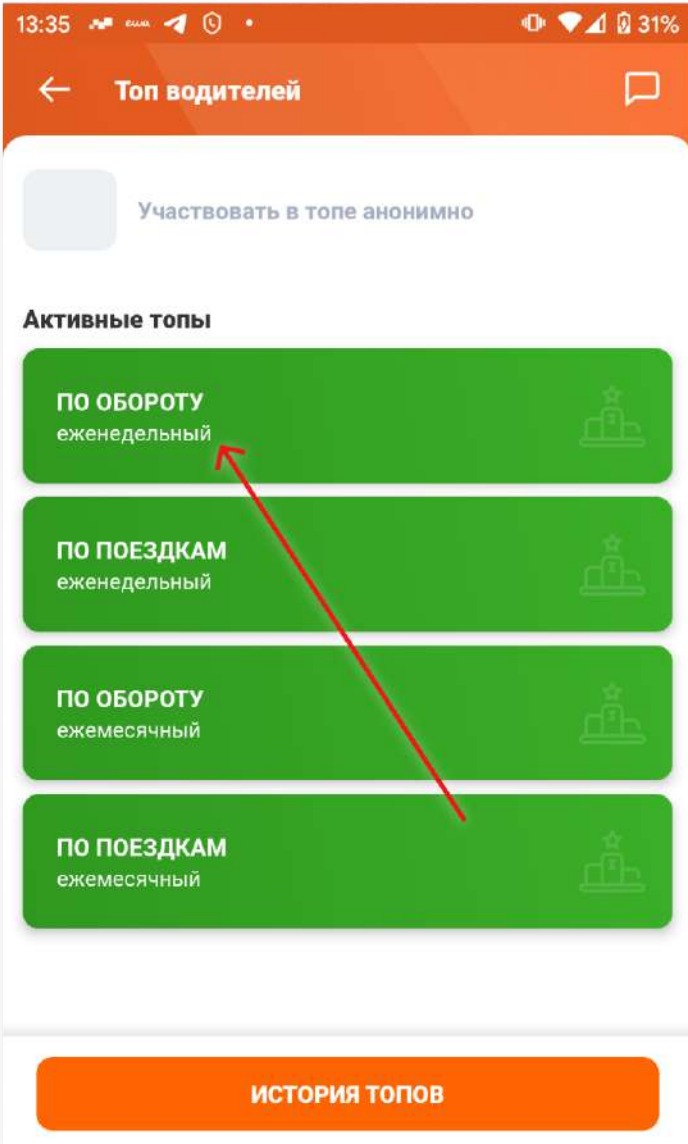 13:35 31%
Топ водителей
Участвовать в топе анонимно
Активные топы
ПО ОБОРОТУ
еженедельный
ПО ПОЕЗДКАМ
еженедельный
ПО ОБОРОТУ
ежемесячный
ПО ПОЕЗДКАМ
ежемесячный
ИСТОРИЯ ТОПОВ